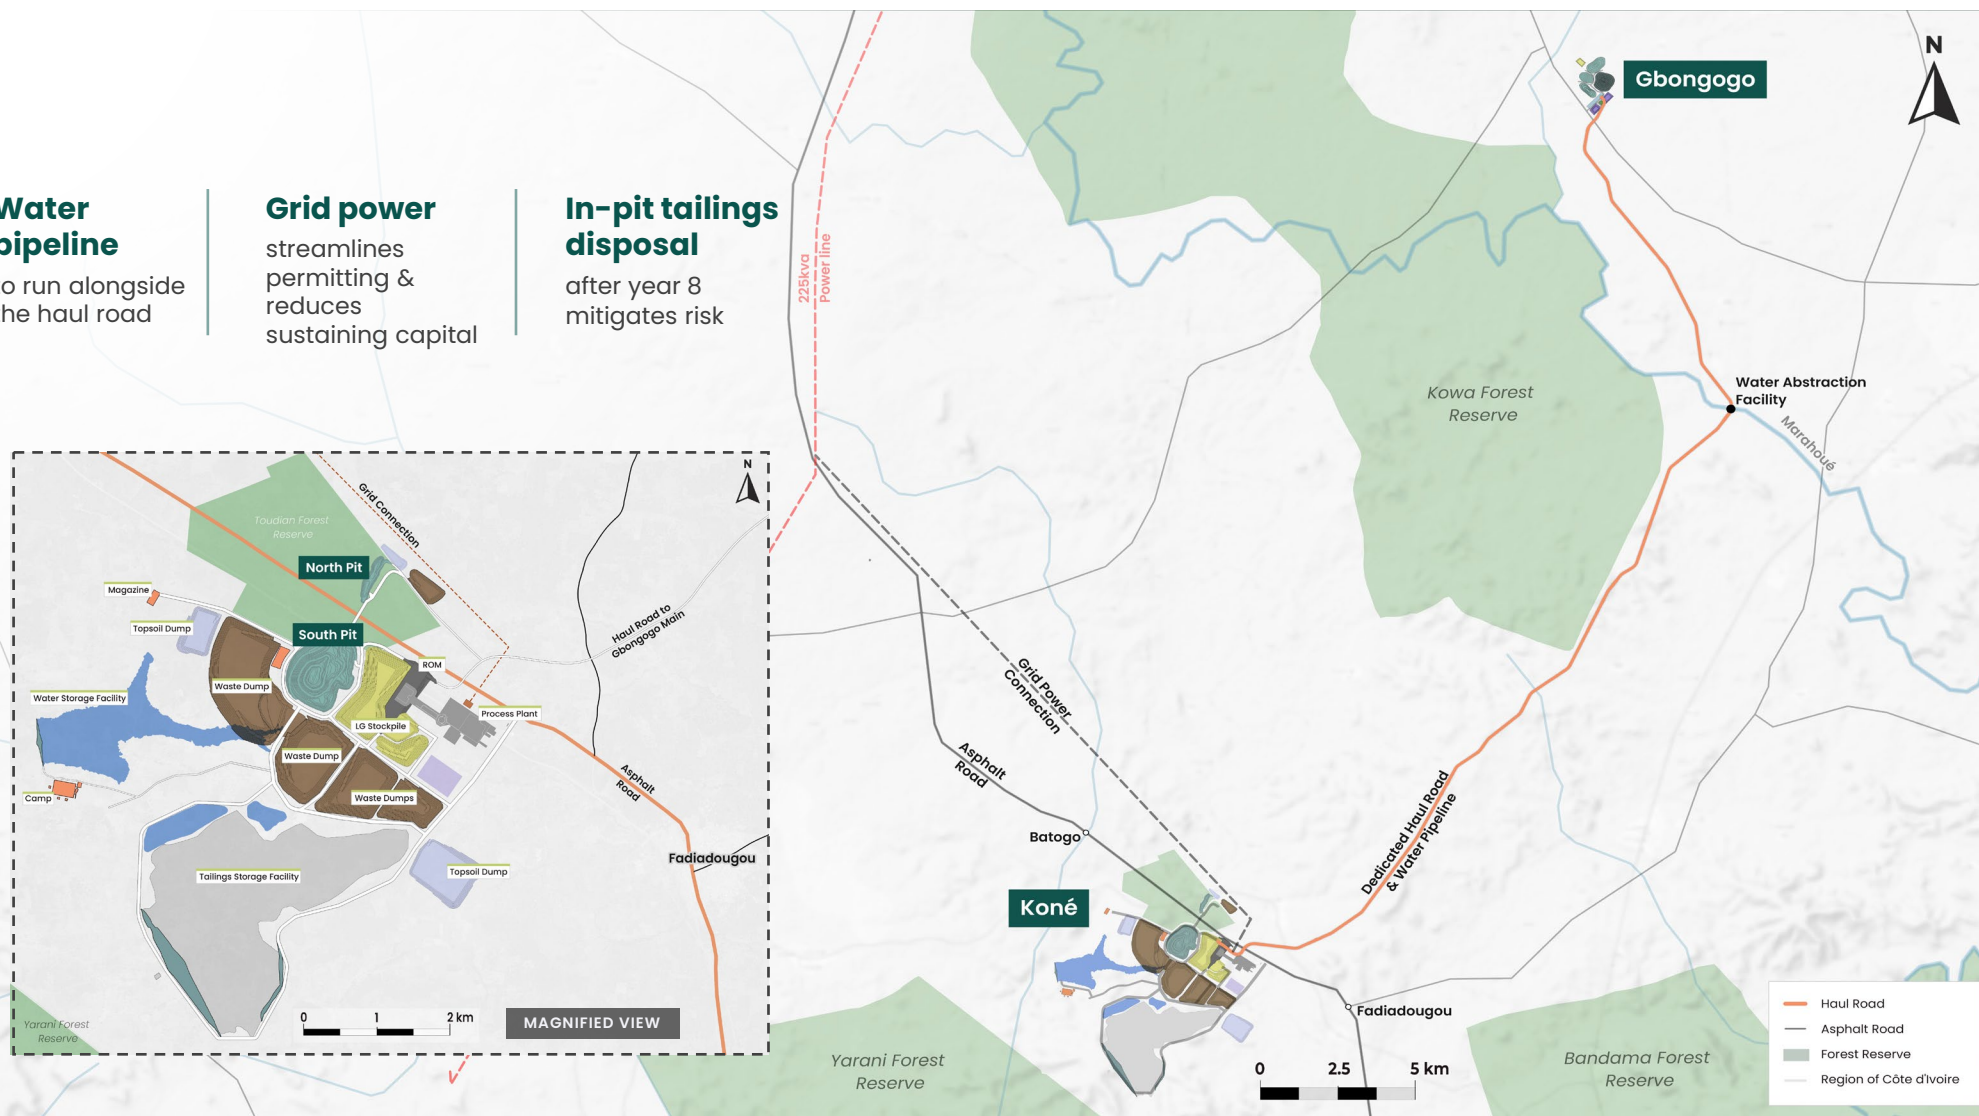 Water
pipeline
to run alongside
the haul road
Grid power
streamlines
permitting &
reduces
sustaining capital
In-pit tailings
disposal
after year 8
mitigates risk
225kva
Power line
Gbongogo
N
Kowa Forest
Reserve
Water Abstraction
Facility
Marahoué
Grid Power
Connection
Asphalt
Road
Batogo
Koné
Dedicated Haul Road
& Water Pipeline
Fadiadougou
Yarani Forest
Reserve
Bandama Forest
Reserve
0 2.5 5 km
Haul Road
Asphalt Road
Forest Reserve
Region of Côte d'Ivoire
N
Grid Connection
Toudian Forest
Reserve
North Pit
Magazine
Topsoil Dump
South Pit
Haul Road to
Gbongogo Main
ROM
Waste Dump
Water Storage Facility
Process Plant
LG Stockpile
Waste Dump
Asphalt
Road
Camp
Waste Dumps
Fadiadougou
Tailings Storage Facility
Topsoil Dump
Yarani Forest
Reserve
0 1 2 km
MAGNIFIED VIEW